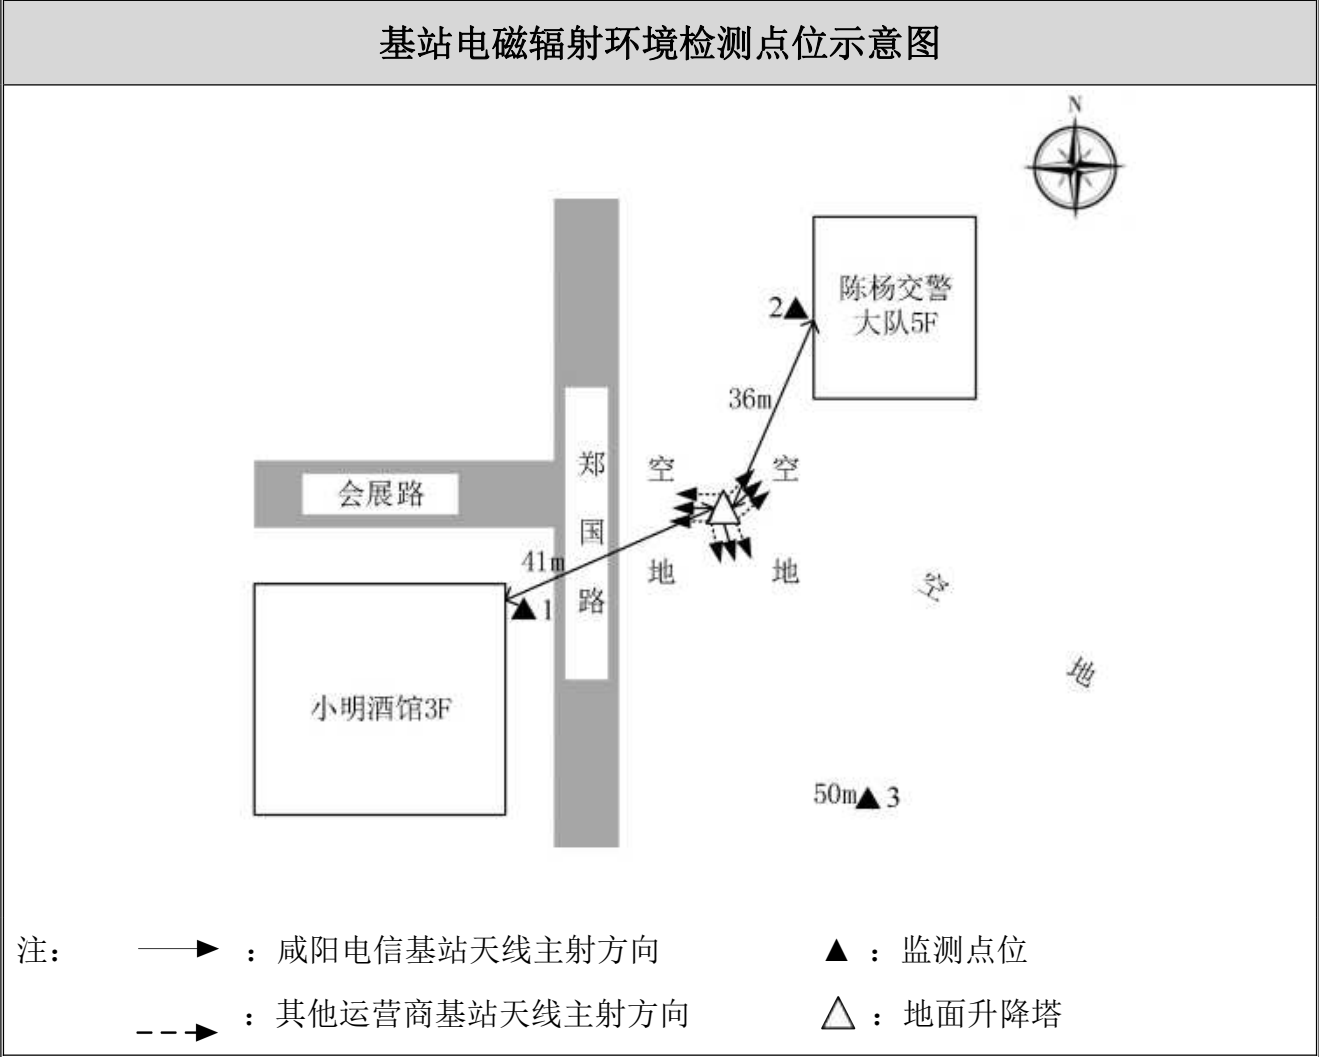 基站电磁辐射环境检测点位示意图
N
陈杨交警
大队5F
2
36m
郑
国
路
空
地
空
地
会展路
41m
1
空
地
小明酒馆3F
50m
3
注：
：咸阳电信基站天线主射方向
：监测点位
：其他运营商基站天线主射方向
：地面升降塔